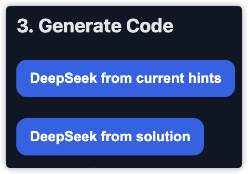 3. Generate Code
DeepSeek from current hints
DeepSeek from solution